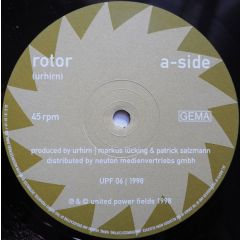 rotor
(urhirn)
a-side
45 rpm
GEMA
produced by urhirn | markus lücking & patrick salzmann
distributed by neuton medienvertriebs gmbh
UPF 06 | 1998
℗ & © united power fields 1998